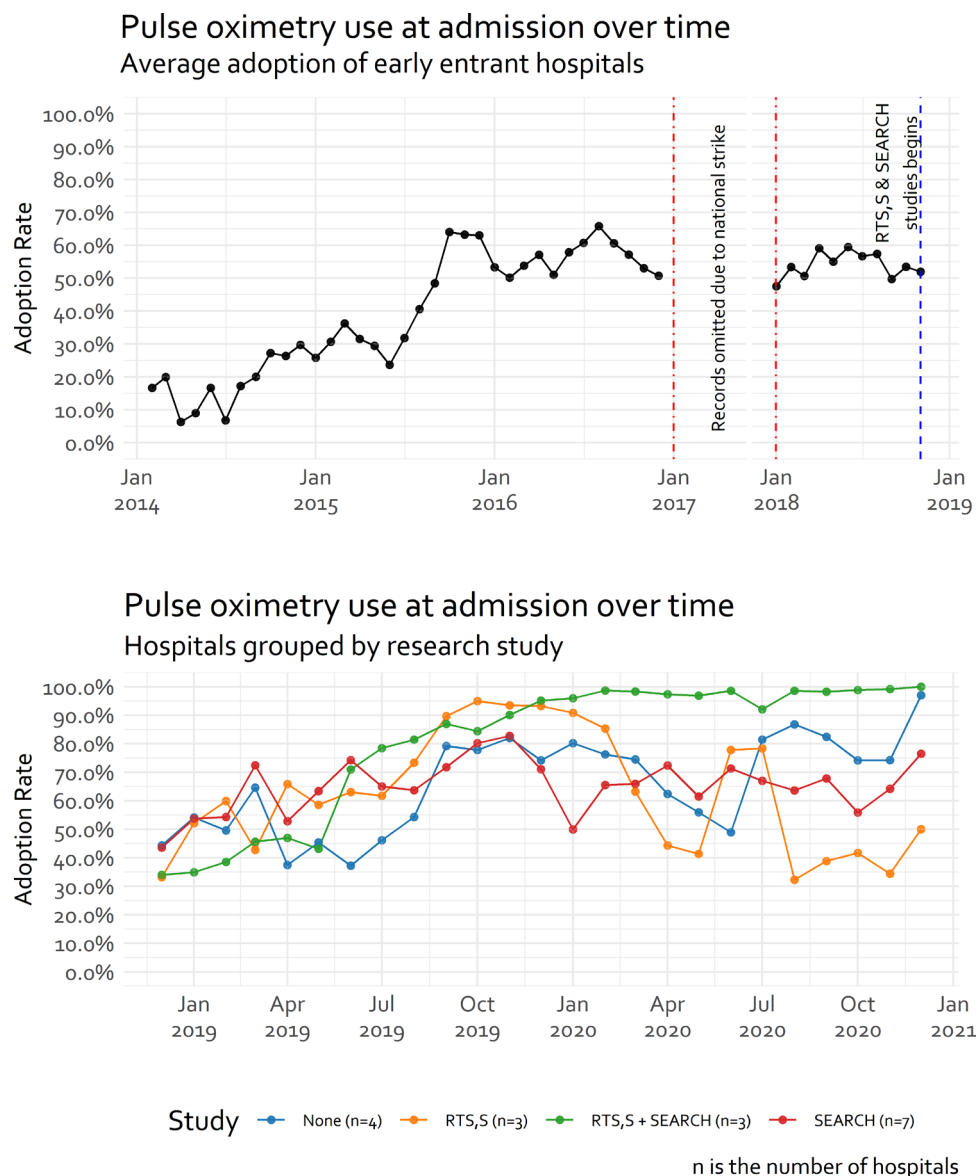 Pulse oximetry use at admission over time
Average adoption of early entrant hospitals
Adoption Rate
100.0%
90.0%
80.0%
70.0%
60.0%
50.0%
40.0%
30.0%
20.0%
10.0%
0.0%
Records omitted due to national strike
RTS,S & SEARCH
studies begins
Jan Jan Jan Jan Jan Jan
2014 2015 2016 2017 2018 2019
Pulse oximetry use at admission over time
Hospitals grouped by research study
Adoption Rate
100.0%
90.0%
80.0%
70.0%
60.0%
50.0%
40.0%
30.0%
20.0%
10.0%
0.0%
Jan Apr Jul Oct Jan Apr Jul Oct Jan
2019 2019 2019 2019 2020 2020 2020 2020 2021
Study None (n=4) RTS,S (n=3) RTS,S + SEARCH (n=3) SEARCH (n=7)
n is the number of hospitals